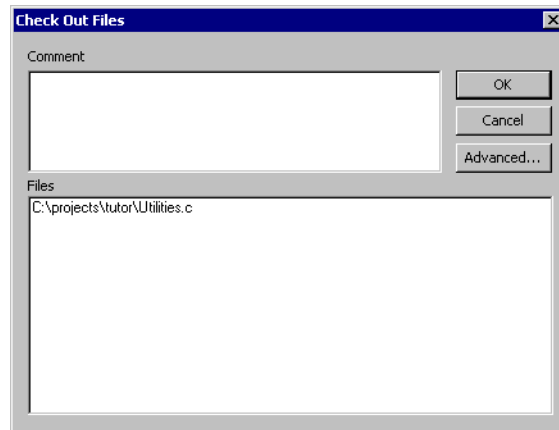 Check Out Files
Comment
OK
Cancel
Advanced...
Files
C:\projects\tutor\Utilities.c